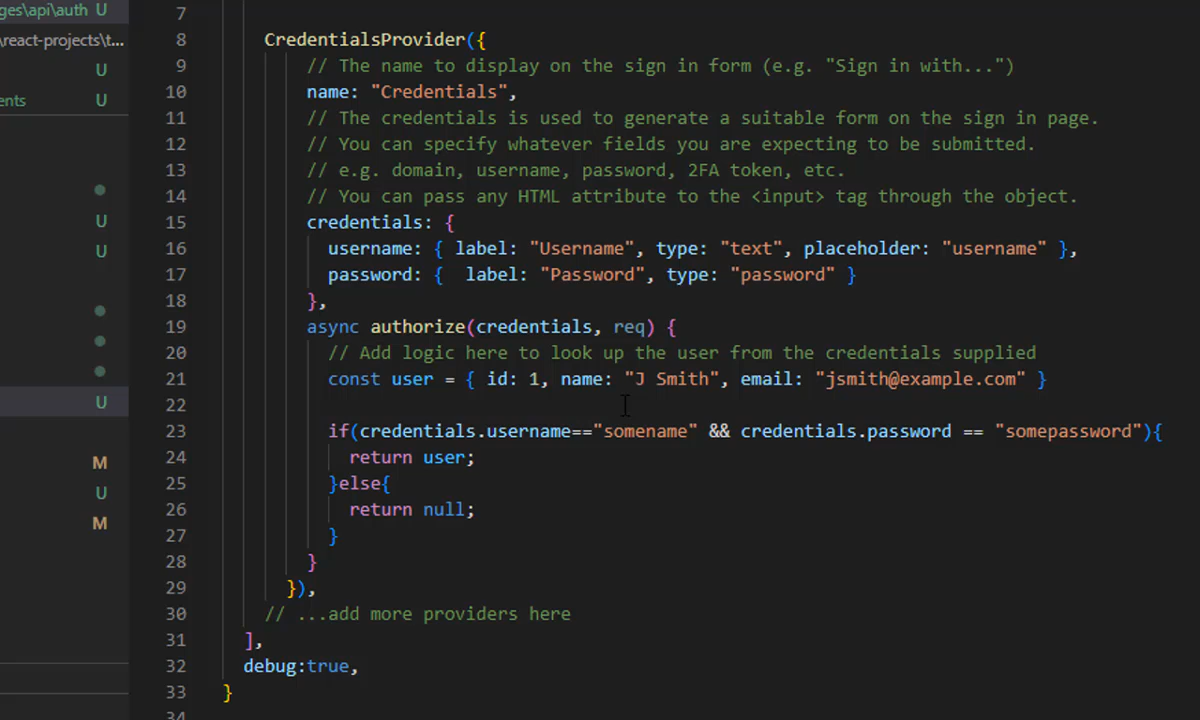 ges\api\auth U
\react-projects\t...
U
ents U
U
U
U
M
U
M
7
8 CredentialsProvider({
9 // The name to display on the sign in form (e.g. "Sign in with...")
10 name: "Credentials",
11 // The credentials is used to generate a suitable form on the sign in page.
12 // You can specify whatever fields you are expecting to be submitted.
13 // e.g. domain, username, password, 2FA token, etc.
14 // You can pass any HTML attribute to the <input> tag through the object.
15 credentials: {
16 username: { label: "Username", type: "text", placeholder: "username" },
17 password: {  label: "Password", type: "password" }
18 },
19 async authorize(credentials, req) {
20 // Add logic here to look up the user from the credentials supplied
21 const user = { id: 1, name: "J Smith", email: "jsmith@example.com" }
22
23 if(credentials.username=="somename" && credentials.password == "somepassword"){
24 return user;
25 }else{
26 return null;
27 }
28 }
29 }),
30 // ...add more providers here
31 ],
32 debug:true,
33 }
34